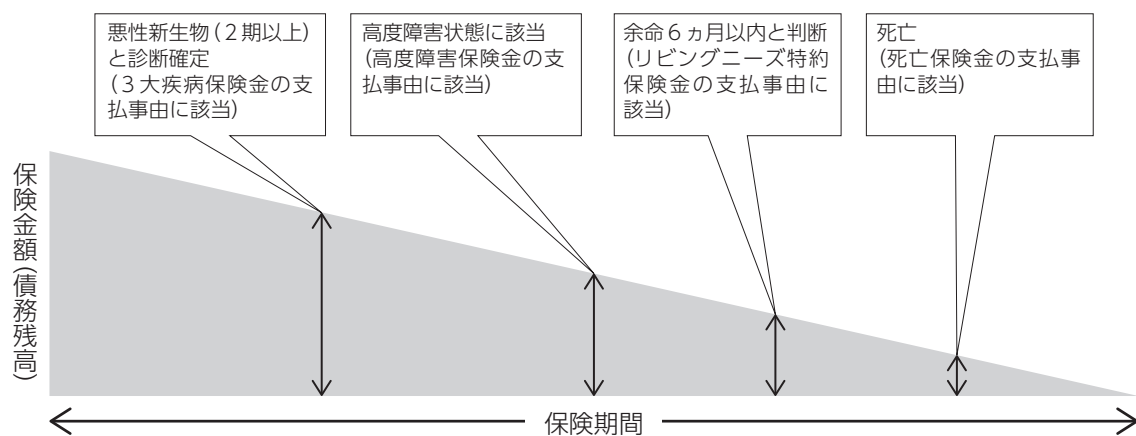 悪性新生物（２期以上）
と診断確定
（３大疾病保険金の支
払事由に該当）
高度障害状態に該当
（高度障害保険金の支
払事由に該当）
余命６ヵ月以内と判断
（リビングニーズ特約
保険金の支払事由に
該当）
死亡
（死亡保険金の支払事
由に該当）
保険金額（債務残高）
保険期間